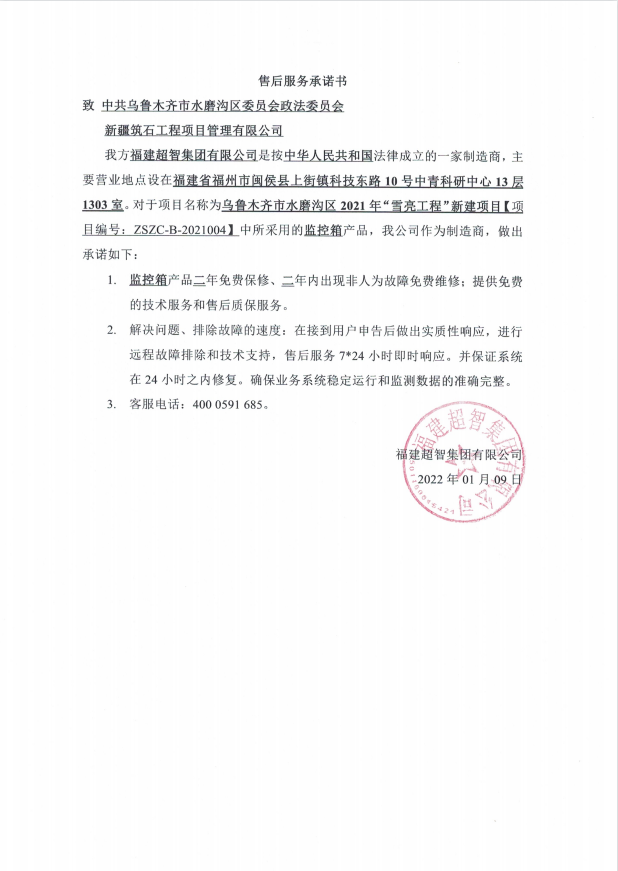 售后服务承诺书
致 中共乌鲁木齐市水磨沟区委员会政法委员会
新疆筑石工程项目管理有限公司
我方福建超智集团有限公司是按中华人民共和国法律成立的一家制造商，主
要营业地点设在福建省福州市闽侯县上街镇科技东路 10 号中青科研中心 13 层
1303 室。对于项目名称为乌鲁木齐市水磨沟区 2021 年“雪亮工程”新建项目【项
目编号：ZSZC-B-2021004】中所采用的监控箱产品，我公司作为制造商，做出
承诺如下：
1. 监控箱产品二年免费保修、二年内出现非人为故障免费维修；提供免费
的技术服务和售后质保服务。
2. 解决问题、排除故障的速度：在接到用户申告后做出实质性响应，进行
远程故障排除和技术支持，售后服务 7*24 小时即时响应。并保证系统
在 24 小时之内修复。确保业务系统稳定运行和监测数据的准确完整。
3. 客服电话：400 0591 685。
福建超智集团有限公司
福建超智集团有限公司
2022 年 01 月 09 日